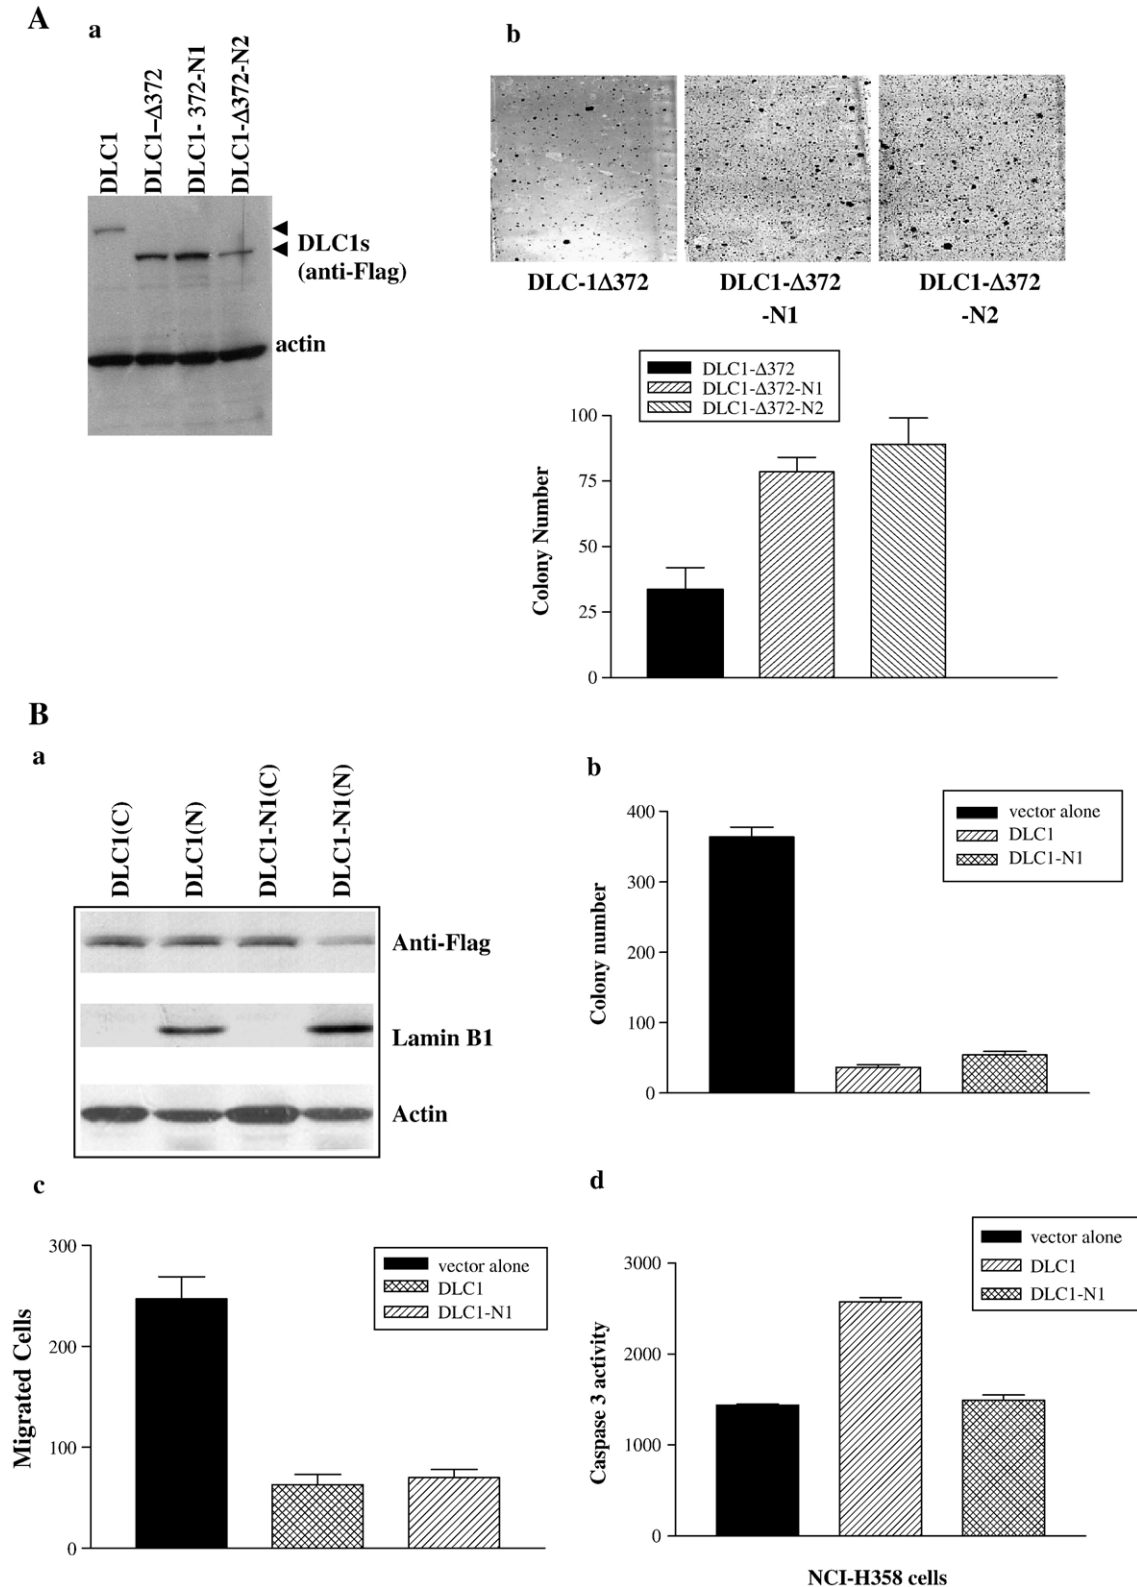 A
a
DLC1
DLC1–Δ372
DLC1- 372-N1
DLC1-Δ372-N2
DLC1s
(anti-Flag)
actin
b
DLC-1Δ372
DLC1-Δ372
-N1
DLC1-Δ372
-N2
DLC1-Δ372
DLC1-Δ372-N1
DLC1-Δ372-N2
Colony Number
100
75
50
25
0
B
a
DLC1(C)
DLC1(N)
DLC1-N1(C)
DLC1-N1(N)
Anti-Flag
Lamin B1
Actin
b
vector alone
DLC1
DLC1-N1
Colony number
400
300
200
100
0
c
vector alone
DLC1
DLC1-N1
Migrated Cells
300
200
100
0
d
vector alone
DLC1
DLC1-N1
Caspase 3 activity
3000
2000
1000
0
NCI-H358 cells